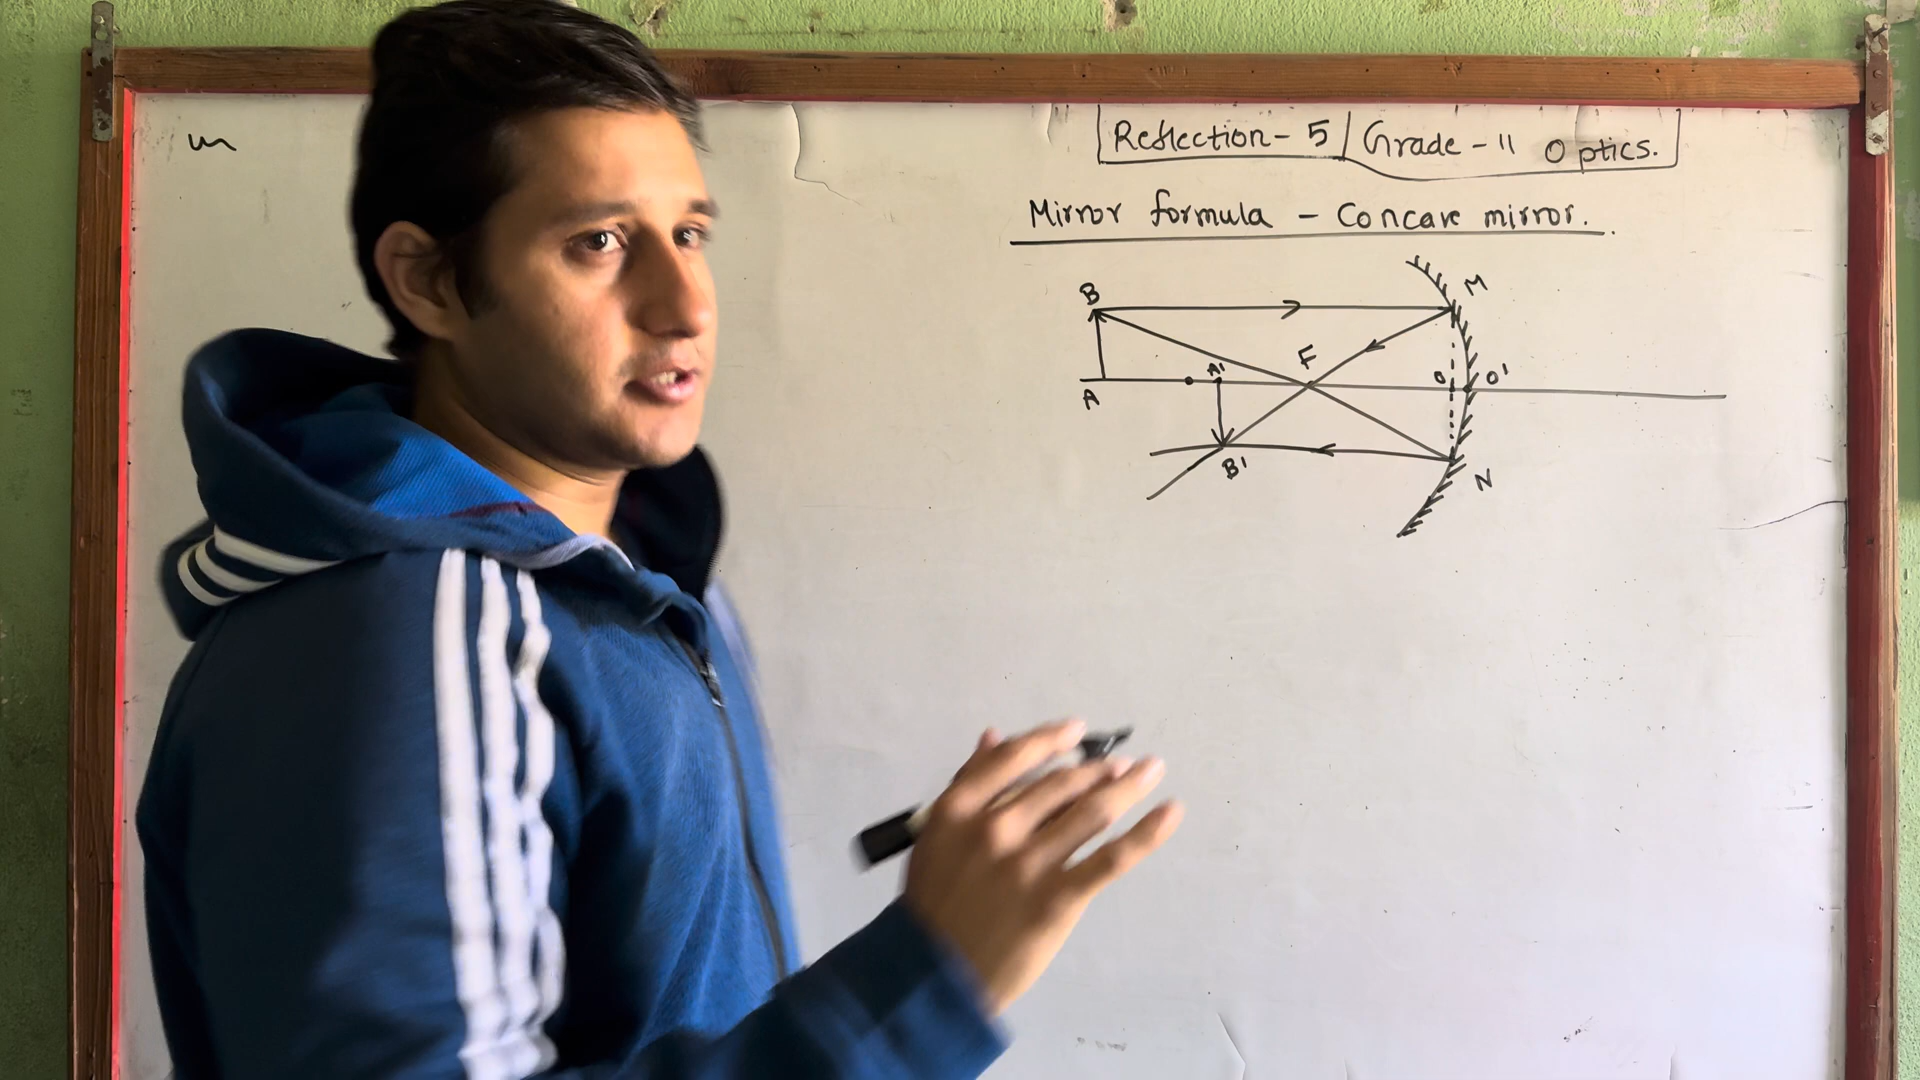 Reflection - 5 / Grade - 11 Optics.
Mirror formula - Concave mirror.
M
B
F
A'
O O'
A
B'
N